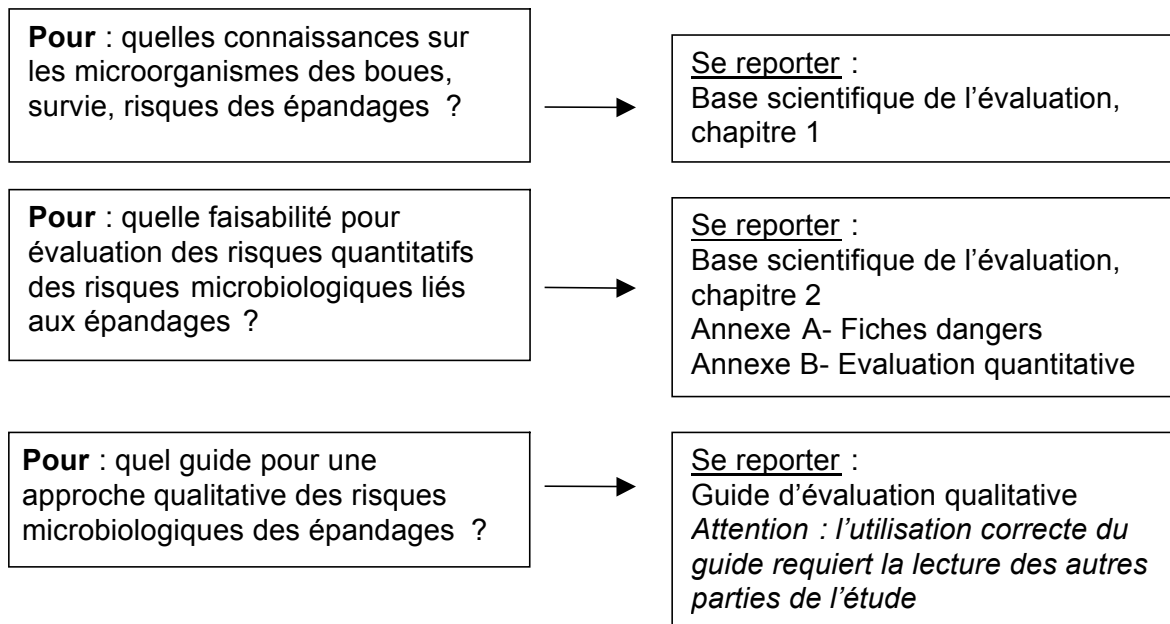 Pour : quelles connaissances sur
les microorganismes des boues,
survie, risques des épandages ?
Se reporter :
Base scientifique de l’évaluation,
chapitre 1
Pour : quelle faisabilité pour
évaluation des risques quantitatifs
des risques microbiologiques liés
aux épandages ?
Se reporter :
Base scientifique de l’évaluation,
chapitre 2
Annexe A- Fiches dangers
Annexe B- Evaluation quantitative
Pour : quel guide pour une
approche qualitative des risques
microbiologiques des épandages ?
Se reporter :
Guide d’évaluation qualitative
Attention : l’utilisation correcte du
guide requiert la lecture des autres
parties de l’étude